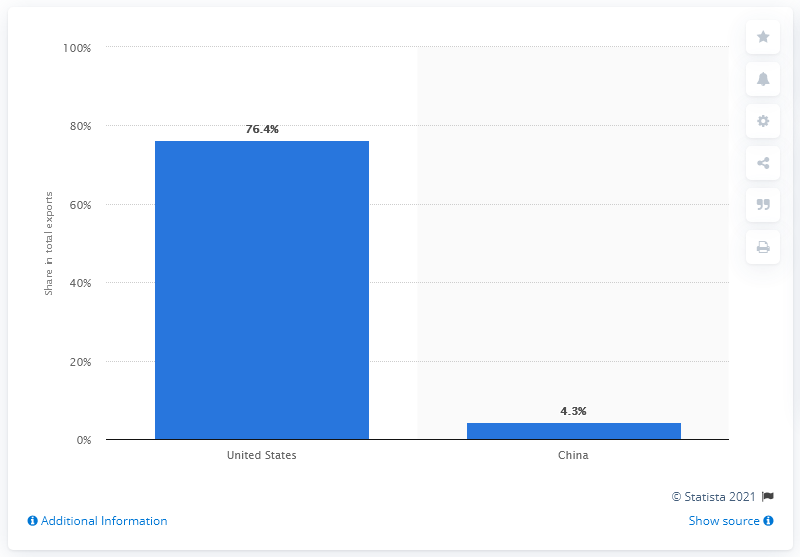 100%
80%
60%
40%
20%
0%
Share in total exports
76.4%
4.3%
United States
China
© Statista 2021
Additional Information
Show source